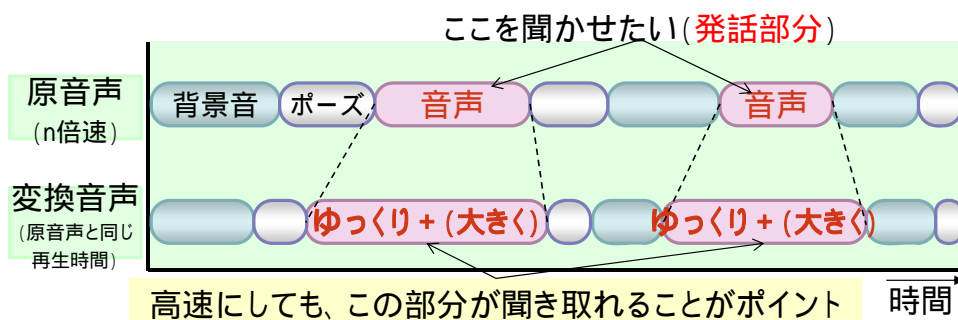 ここを聞かせたい(発話部分)
原音声
(n倍速)
背景音
ポーズ
音声
音声
変換音声
(原音声と同じ
再生時間)
ゆっくり+(大きく)
ゆっくり+(大きく)
高速にしても、この部分が聞き取れることがポイント
時間